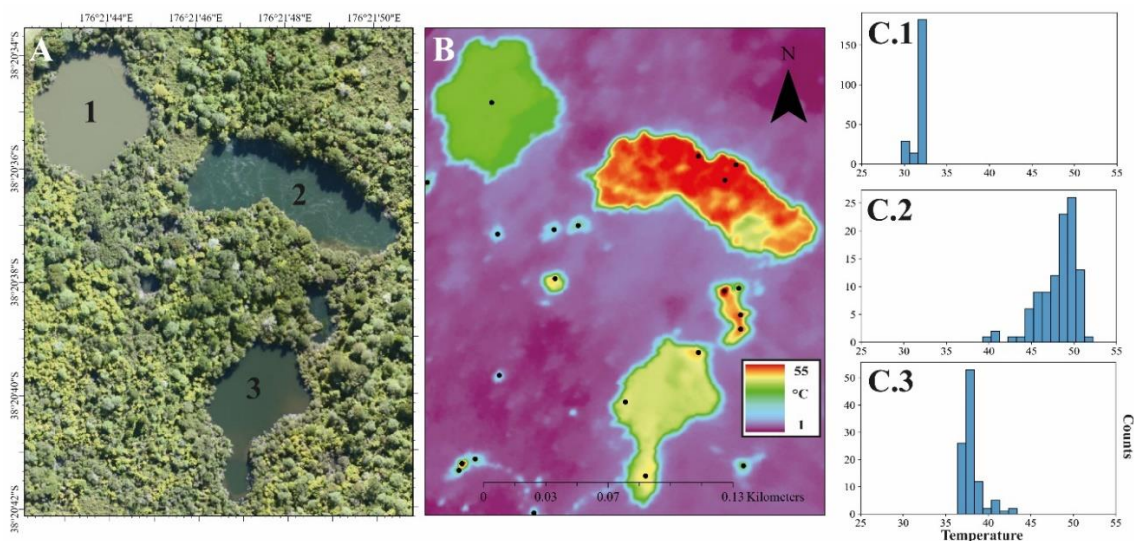 176°21'44"E 176°21'46"E 176°21'48"E 176°21'50"E
A
38°20'34"S
38°20'36"S
38°20'38"S
38°20'40"S
38°20'42"S
1
2
3
B
N
55
°C
1
0 0.03 0.07 0.13 Kilometers
C.1
150
100
50
0
25 30 35 40 45 50 55
C.2
25
20
15
10
5
0
25 30 35 40 45 50 55
C.3
50
40
30
20
10
0
25 30 35 40 45 50 55
Temperature
Counts